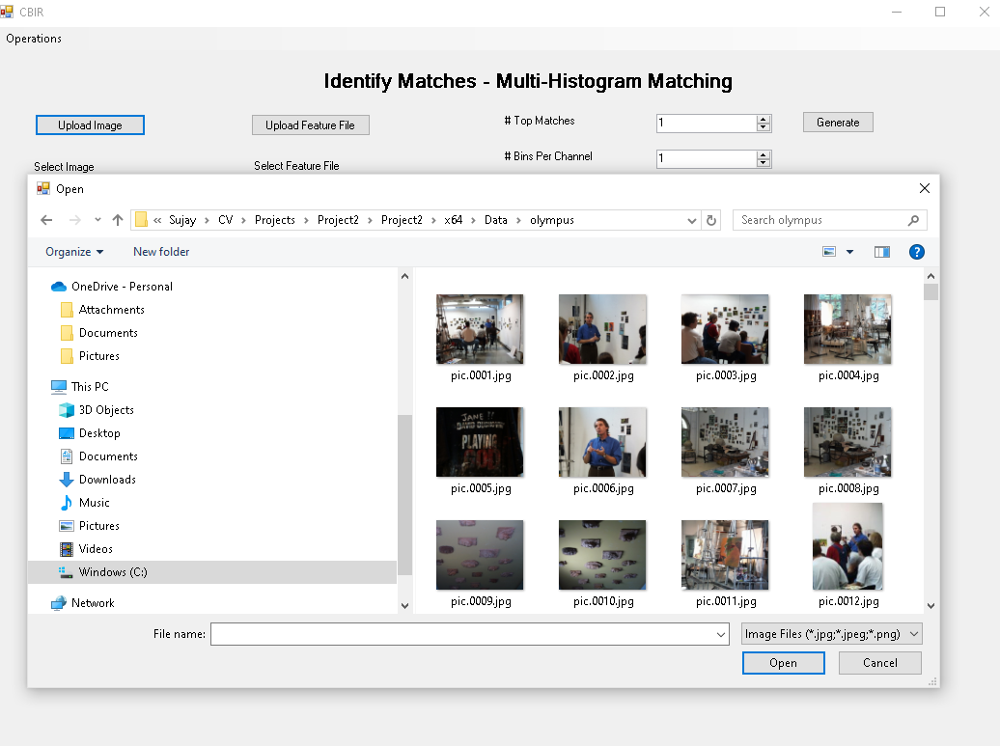 CBIR
Operations
Identify Matches - Multi-Histogram Matching
Upload Image
Upload Feature File
# Top Matches
1
Generate
Select Image
Select Feature File
# Bins Per Channel
1
Open
« Sujay > CV > Projects > Project2 > Project2 > x64 > Data > olympus
Search olympus
Organize
New folder
OneDrive - Personal
Attachments
Documents
Pictures
This PC
3D Objects
Desktop
Documents
Downloads
Music
Pictures
Videos
Windows (C:)
Network
pic.0001.jpg
pic.0002.jpg
pic.0003.jpg
pic.0004.jpg
JANE
PLAYING
pic.0005.jpg
pic.0006.jpg
pic.0007.jpg
pic.0008.jpg
pic.0009.jpg
pic.0010.jpg
pic.0011.jpg
pic.0012.jpg
File name:
Image Files (*.jpg;*.jpeg;*.png)
Open
Cancel